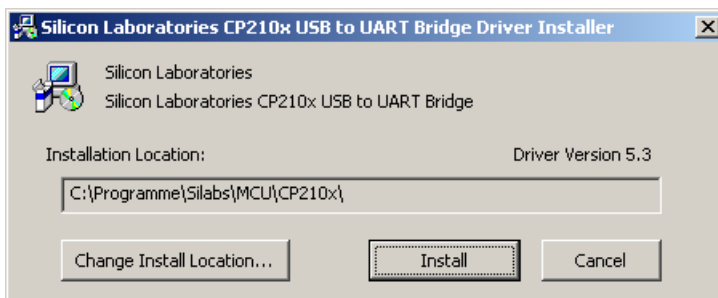 Silicon Laboratories CP210x USB to UART Bridge Driver Installer
Silicon Laboratories
Silicon Laboratories CP210x USB to UART Bridge
Installation Location:
Driver Version 5.3
C:\Programme\Silabs\MCU\CP210x\
Change Install Location...
Install
Cancel